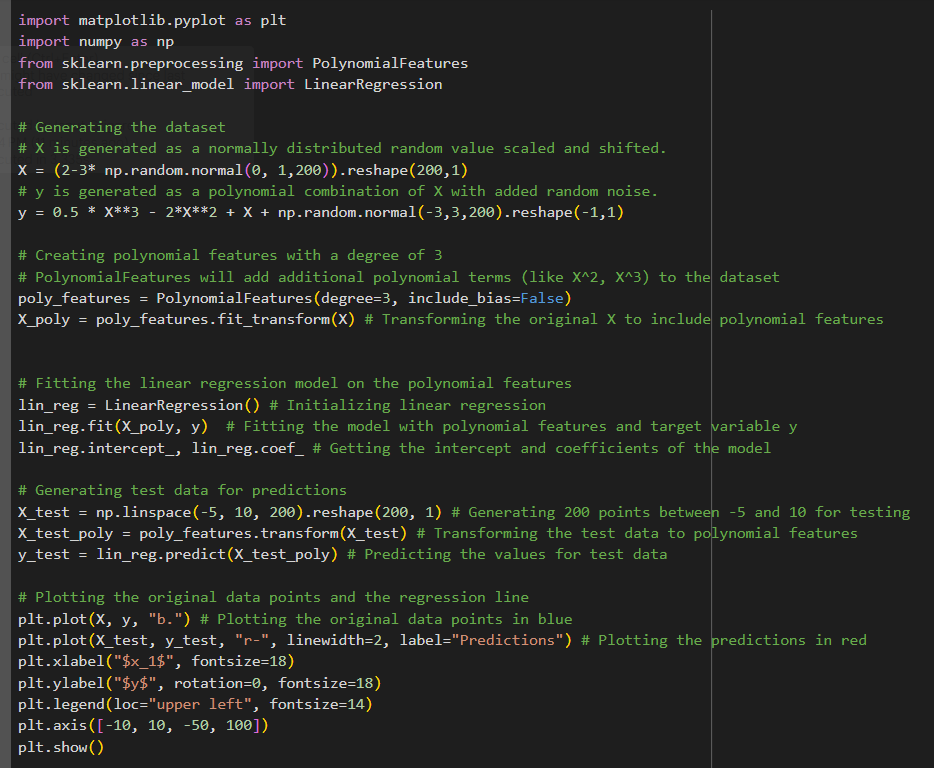 import matplotlib.pyplot as plt
import numpy as np
from sklearn.preprocessing import PolynomialFeatures
from sklearn.linear_model import LinearRegression
# Generating the dataset
# X is generated as a normally distributed random value scaled and shifted.
X = (2-3* np.random.normal(0, 1,200)).reshape(200,1)
# y is generated as a polynomial combination of X with added random noise.
y = 0.5 * X**3 - 2*X**2 + X + np.random.normal(-3,3,200).reshape(-1,1)
# Creating polynomial features with a degree of 3
# PolynomialFeatures will add additional polynomial terms (like X^2, X^3) to the dataset
poly_features = PolynomialFeatures(degree=3, include_bias=False)
X_poly = poly_features.fit_transform(X) # Transforming the original X to include polynomial features
# Fitting the linear regression model on the polynomial features
lin_reg = LinearRegression() # Initializing linear regression
lin_reg.fit(X_poly, y)  # Fitting the model with polynomial features and target variable y
lin_reg.intercept_, lin_reg.coef_ # Getting the intercept and coefficients of the model
# Generating test data for predictions
X_test = np.linspace(-5, 10, 200).reshape(200, 1) # Generating 200 points between -5 and 10 for testing
X_test_poly = poly_features.transform(X_test) # Transforming the test data to polynomial features
y_test = lin_reg.predict(X_test_poly) # Predicting the values for test data
# Plotting the original data points and the regression line
plt.plot(X, y, "b.") # Plotting the original data points in blue
plt.plot(X_test, y_test, "r-", linewidth=2, label="Predictions") # Plotting the predictions in red
plt.xlabel("$x_1$", fontsize=18)
plt.ylabel("$y$", rotation=0, fontsize=18)
plt.legend(loc="upper left", fontsize=14)
plt.axis([-10, 10, -50, 100])
plt.show()